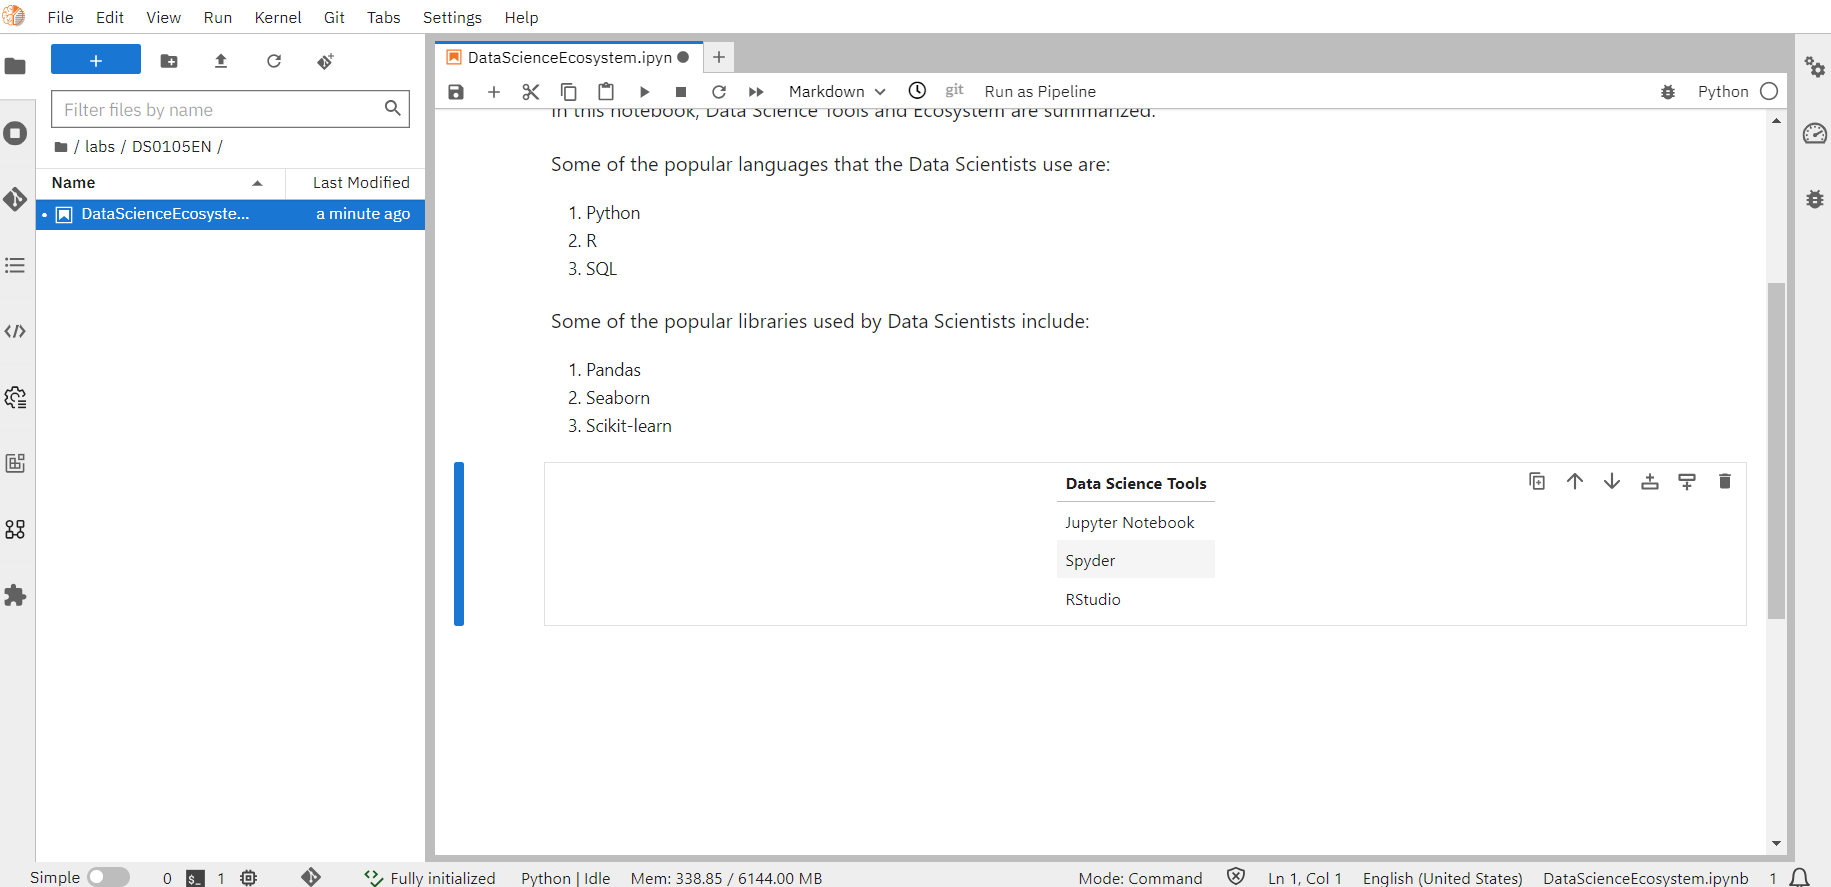 File Edit View Run Kernel Git Tabs Settings Help
+
Filter files by name
/ labs / DS0105EN /
Name Last Modified
DataScienceEcosyste... a minute ago
DataScienceEcosystem.ipyn
Markdown git Run as Pipeline Python
In this notebook, Data Science Tools and Ecosystem are summarized.
Some of the popular languages that the Data Scientists use are:
1. Python
2. R
3. SQL
Some of the popular libraries used by Data Scientists include:
1. Pandas
2. Seaborn
3. Scikit-learn
Data Science Tools
Jupyter Notebook
Spyder
RStudio
Simple 0 $_ 1 Fully initialized Python | Idle Mem: 338.85 / 6144.00 MB Mode: Command Ln 1, Col 1 English (United States) DataScienceEcosystem.ipynb 1